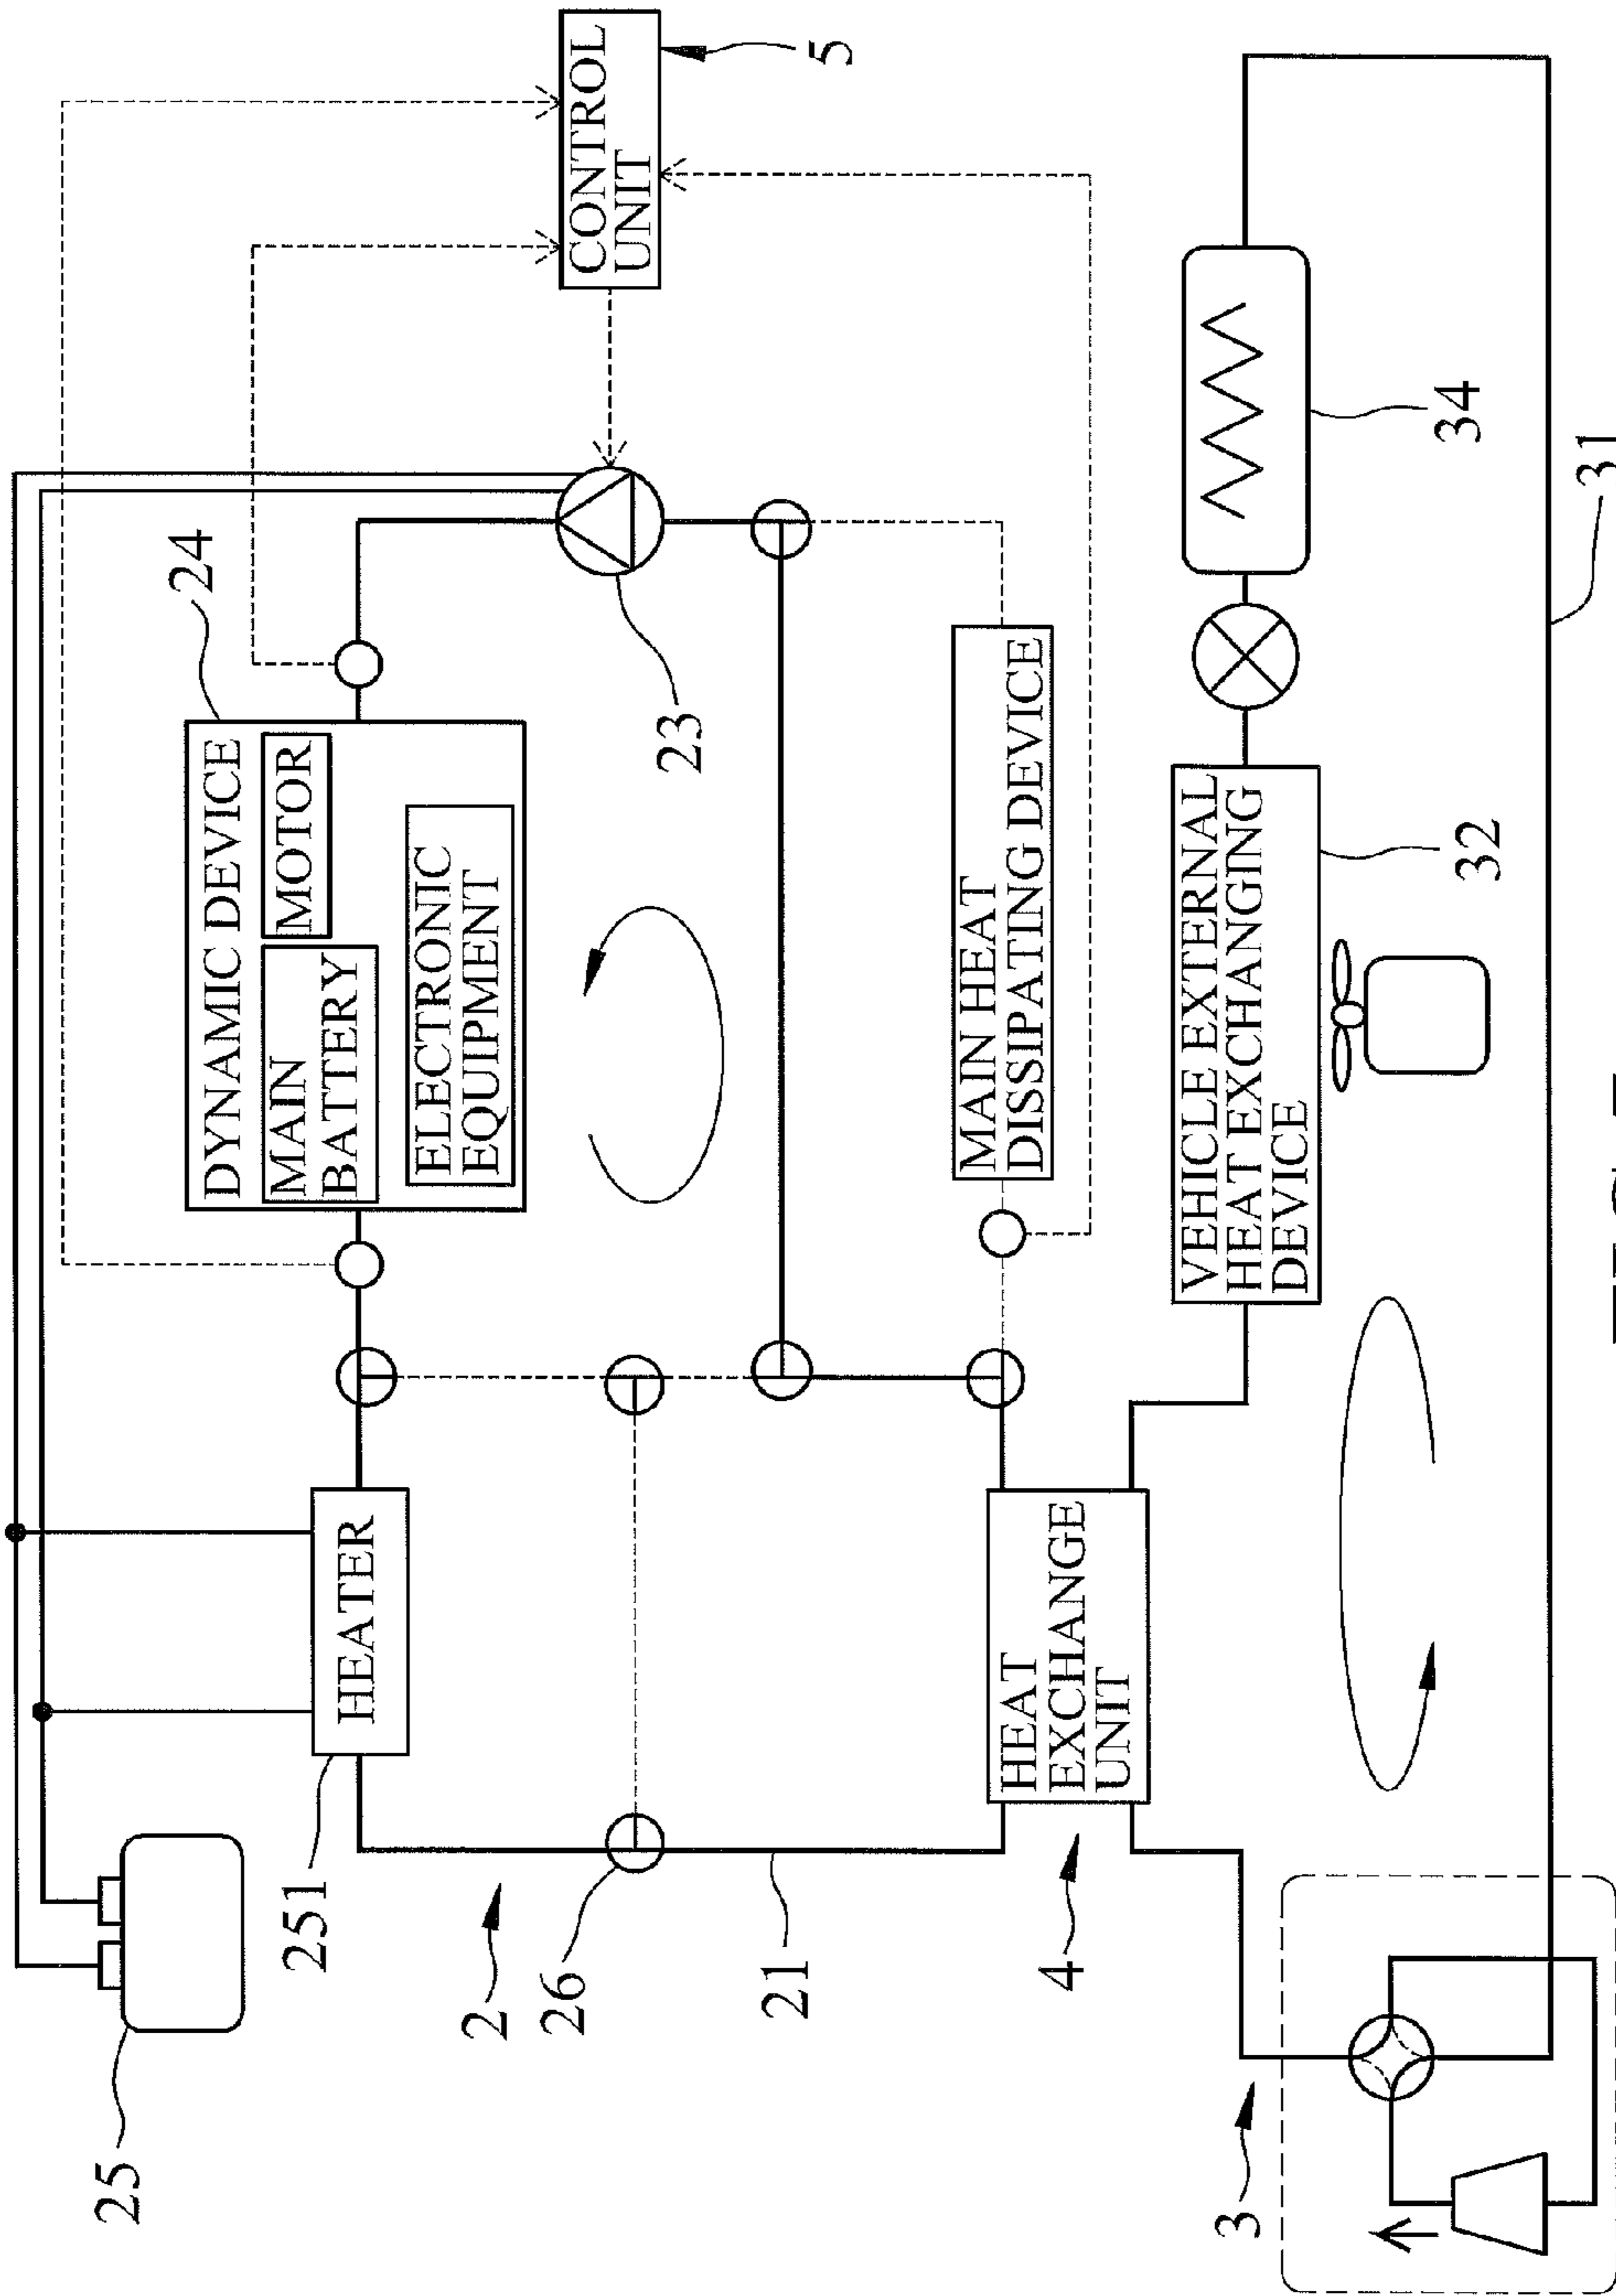 25
24
DYNAMIC DEVICE
251
MAIN
BATTERY
MOTOR
HEATER
ELECTRONIC
EQUIPMENT
2
26
CONTROL
UNIT
23
21
5
MAIN HEAT
DISSIPATING DEVICE
4
HEAT
EXCHANGE
UNIT
3
VEHICLE EXTERNAL
HEAT EXCHANGING
DEVICE
34
32
31